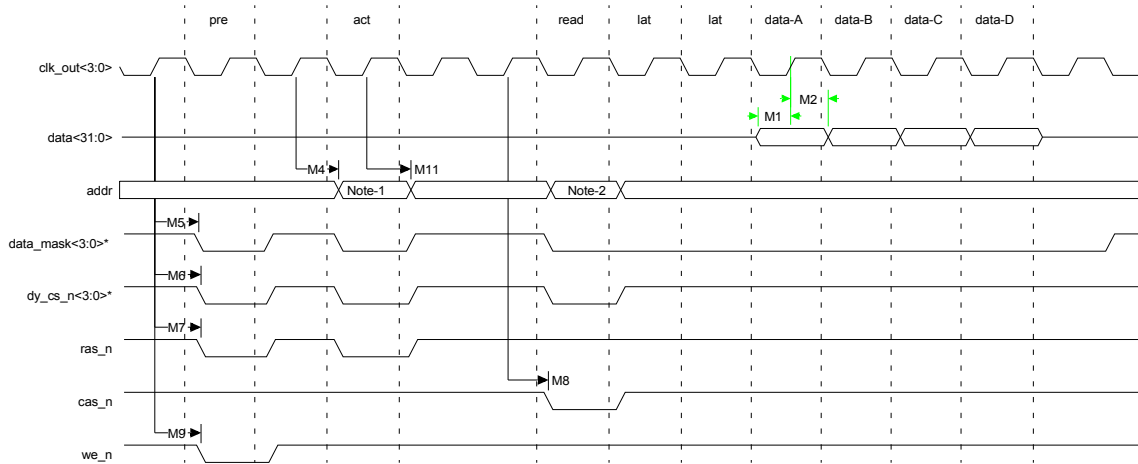 pre act read lat lat data-A data-B data-C data-D
clk_out<3:0>
M2
M1
data<31:0>
M4 M11
addr Note-1 Note-2
M5
data_mask<3:0>*
M6
dy_cs_n<3:0>*
M7
ras_n
M8
cas_n
M9
we_n